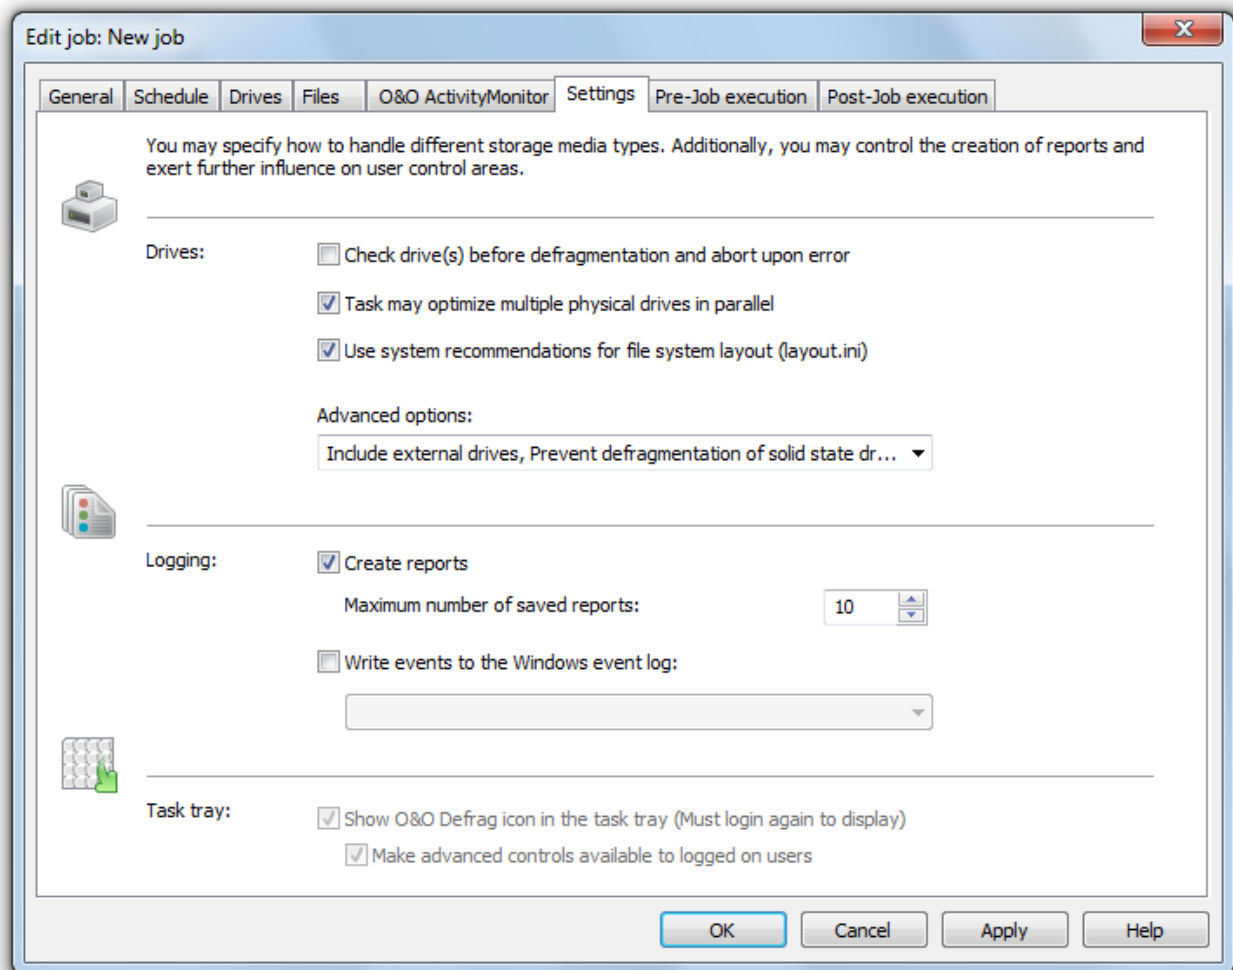 Edit job: New job
X
General Schedule Drives Files O&O ActivityMonitor Settings Pre-Job execution Post-Job execution
You may specify how to handle different storage media types. Additionally, you may control the creation of reports and
exert further influence on user control areas.
Drives:
Check drive(s) before defragmentation and abort upon error
Task may optimize multiple physical drives in parallel
Use system recommendations for file system layout (layout.ini)
Advanced options:
Include external drives, Prevent defragmentation of solid state dr...
Logging:
Create reports
Maximum number of saved reports: 10
Write events to the Windows event log:
Task tray:
Show O&O Defrag icon in the task tray (Must login again to display)
Make advanced controls available to logged on users
OK Cancel Apply Help